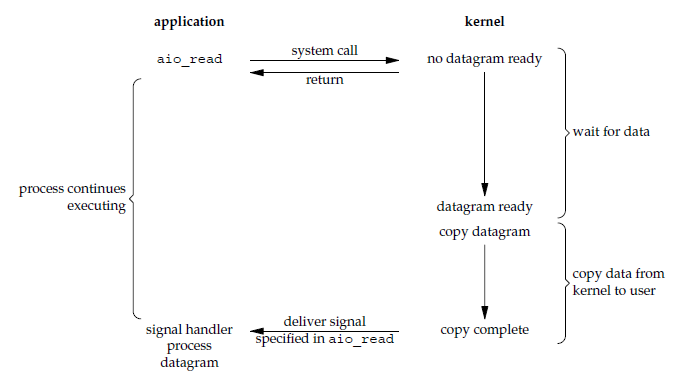 application
kernel
aio_read
system call
no datagram ready
return
wait for data
process continues
executing
datagram ready
copy datagram
copy data from
kernel to user
signal handler
process
datagram
deliver signal
specified in aio_read
copy complete